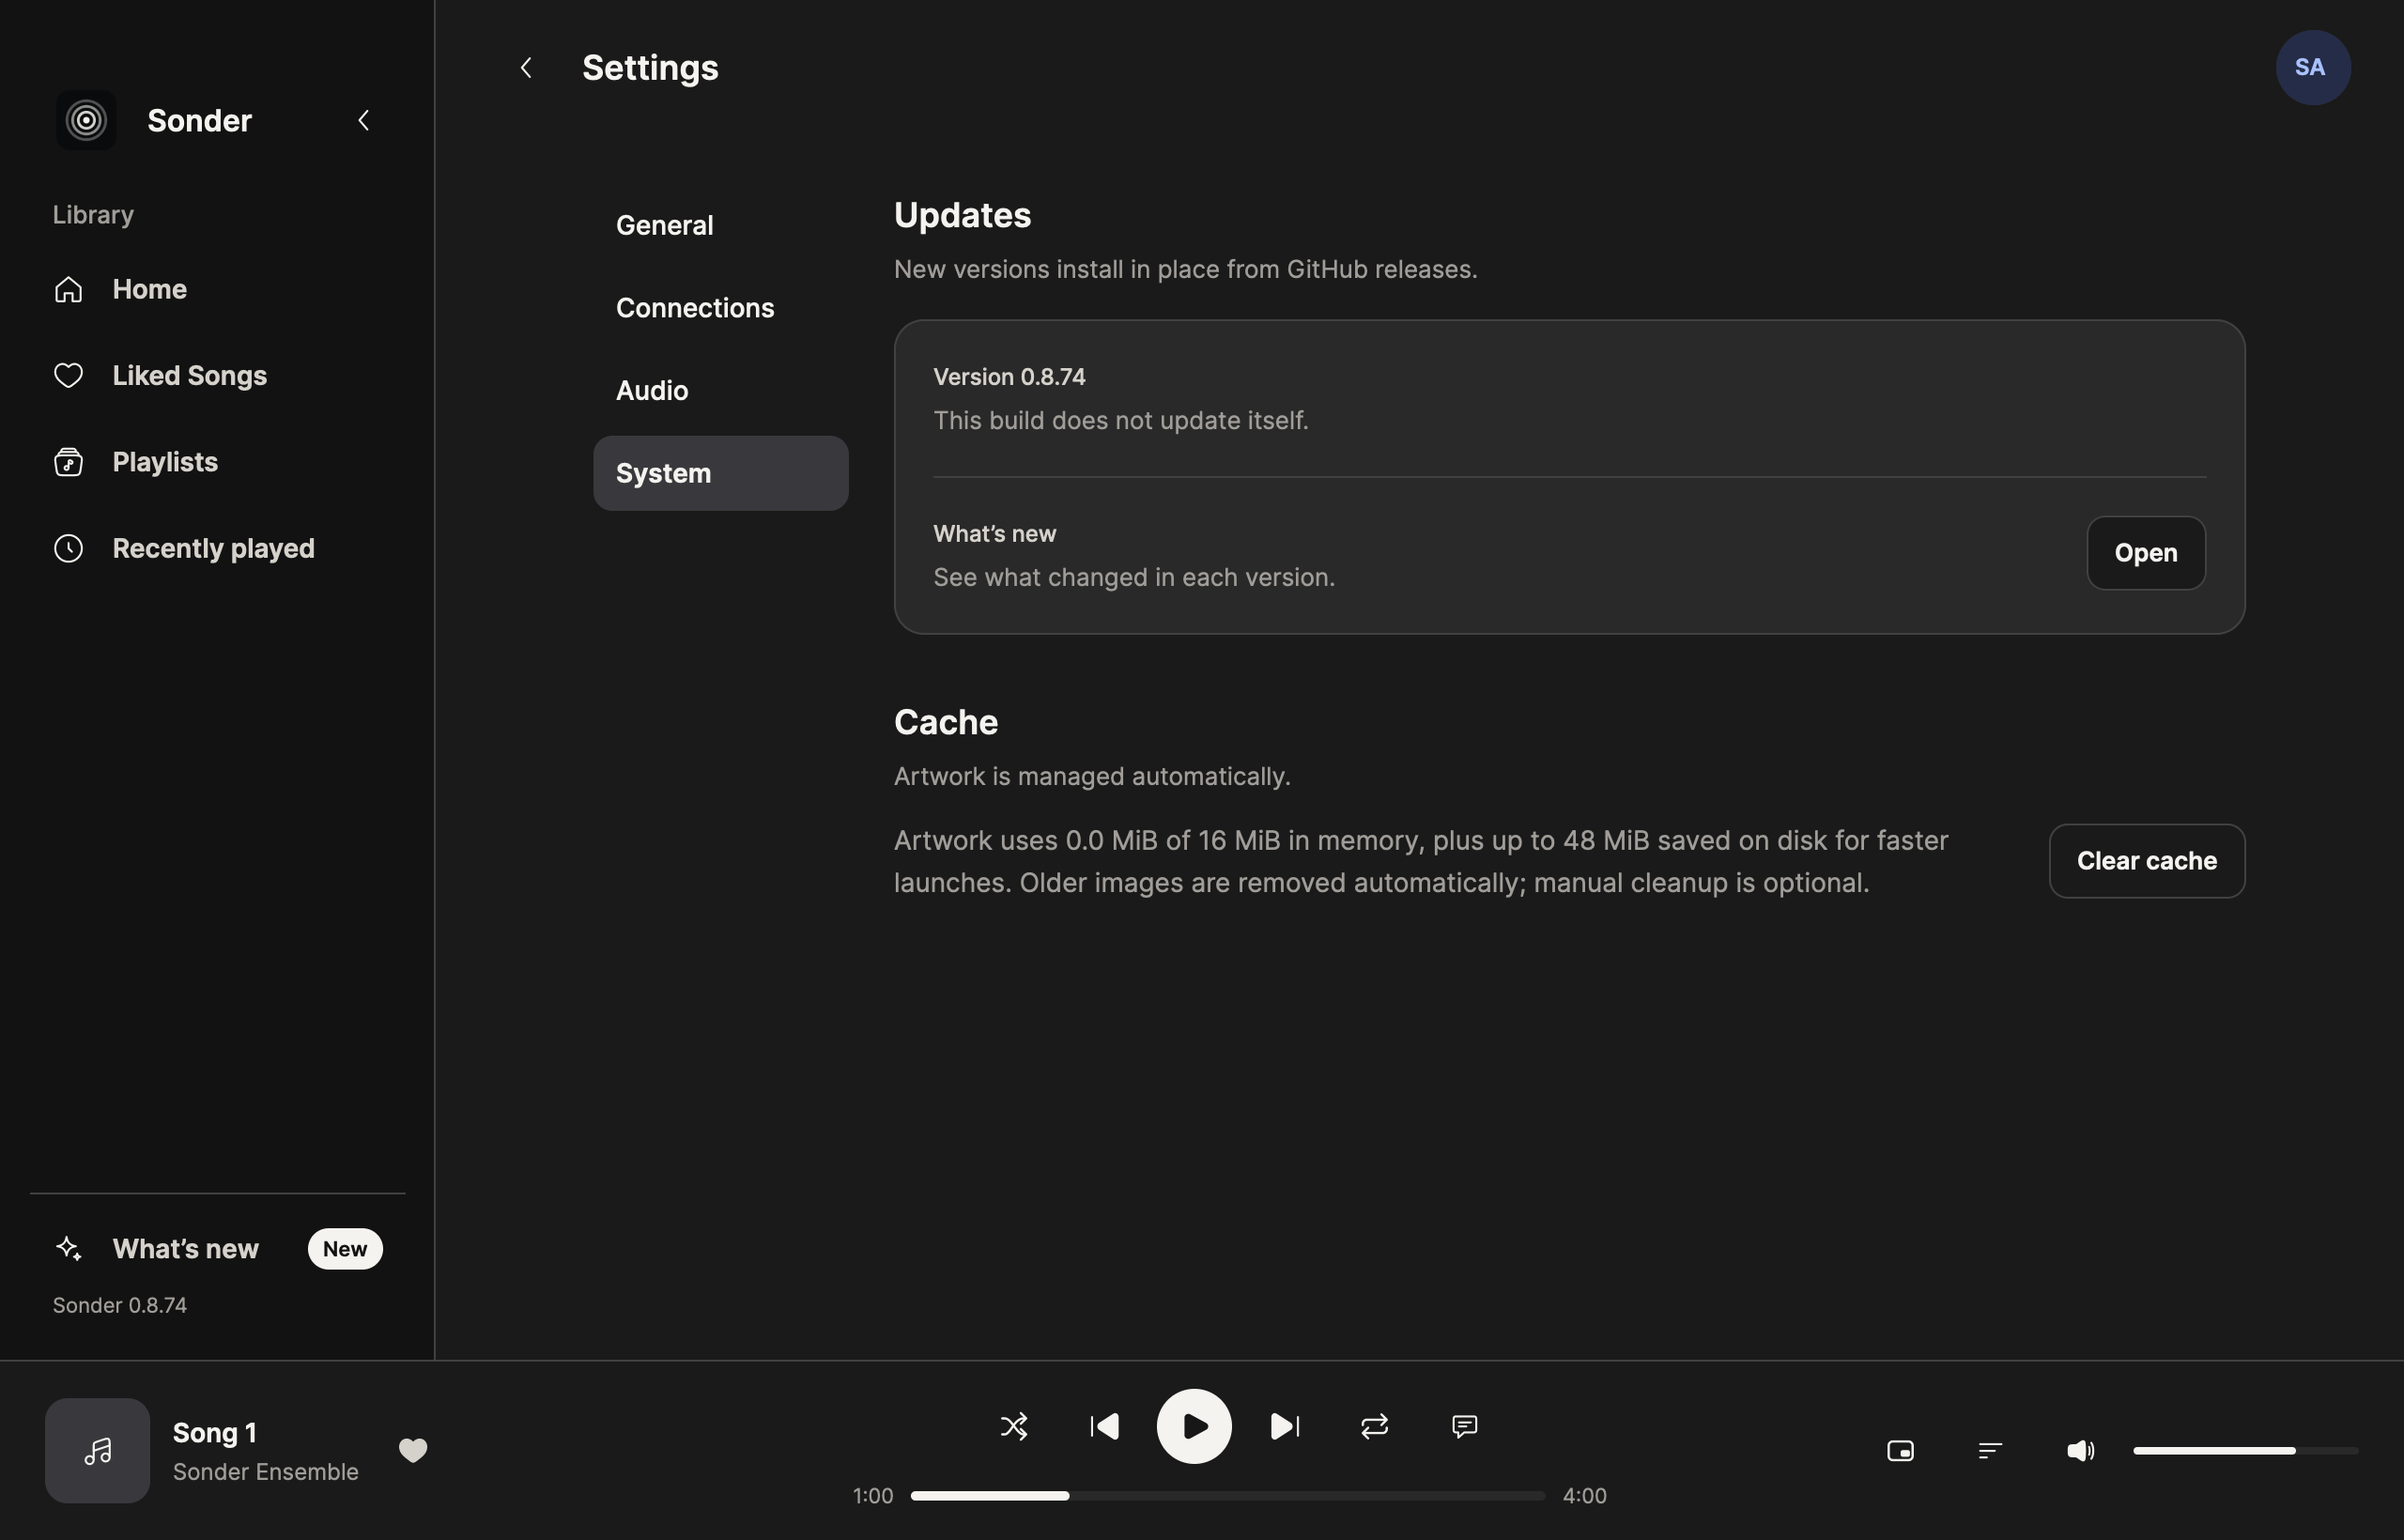 Sonder
Library
Home
Liked Songs
Playlists
Recently played
What’s new
New
Sonder 0.8.74
Settings
SA
General
Connections
Audio
System
Updates
New versions install in place from GitHub releases.
Version 0.8.74
This build does not update itself.
What’s new
See what changed in each version.
Open
Cache
Artwork is managed automatically.
Artwork uses 0.0 MiB of 16 MiB in memory, plus up to 48 MiB saved on disk for faster
launches. Older images are removed automatically; manual cleanup is optional.
Clear cache
Song 1
Sonder Ensemble
1:00
4:00